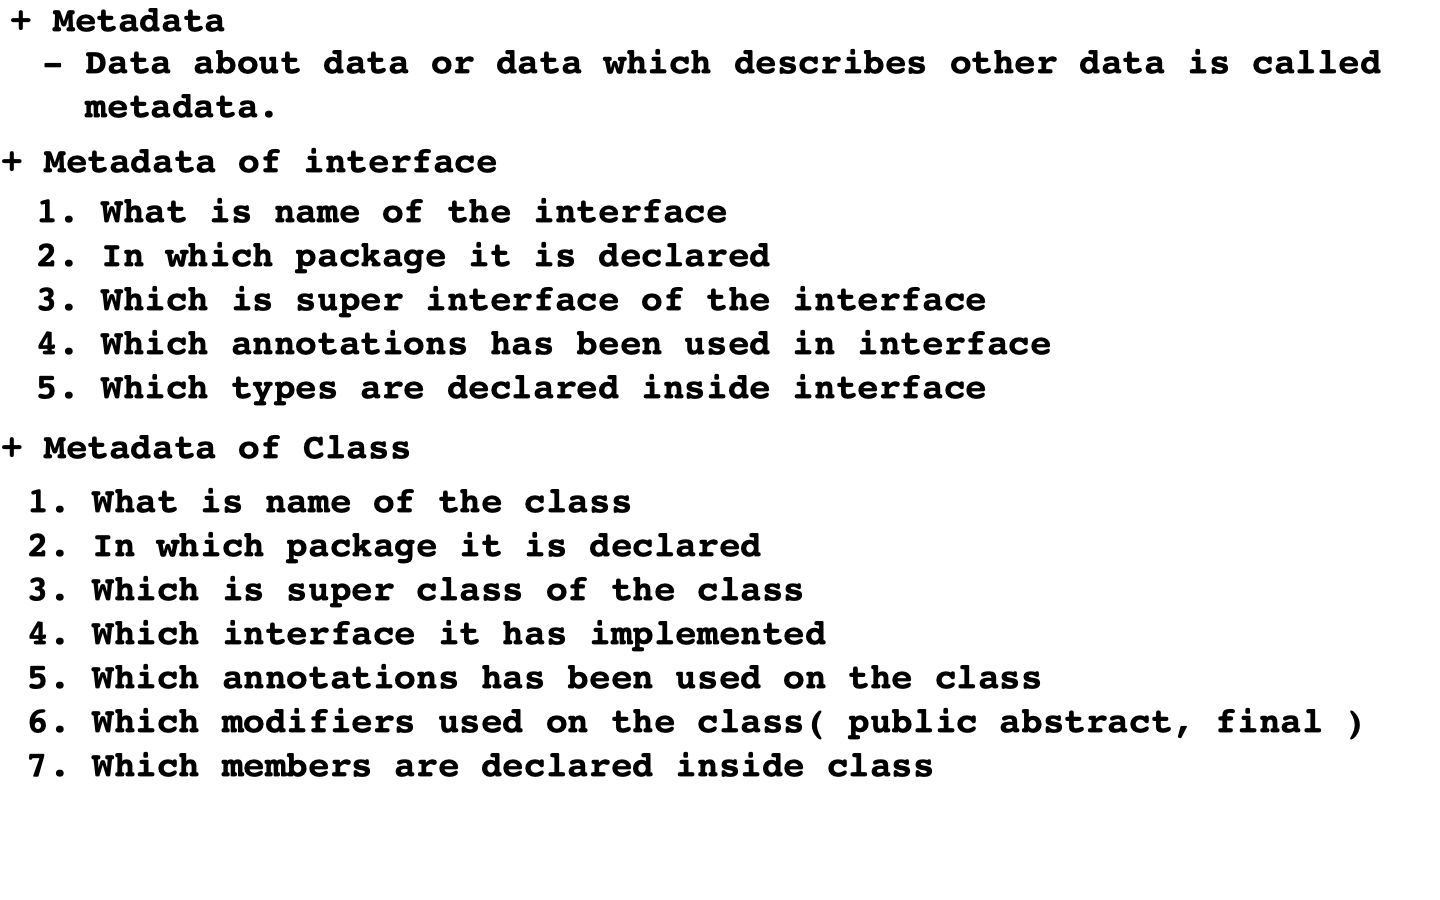 + Metadata
- Data about data or data which describes other data is called
metadata.
+ Metadata of interface
1. What is name of the interface
2. In which package it is declared
3. Which is super interface of the interface
4. Which annotations has been used in interface
5. Which types are declared inside interface
+ Metadata of Class
1. What is name of the class
2. In which package it is declared
3. Which is super class of the class
4. Which interface it has implemented
5. Which annotations has been used on the class
6. Which modifiers used on the class( public abstract, final )
7. Which members are declared inside class